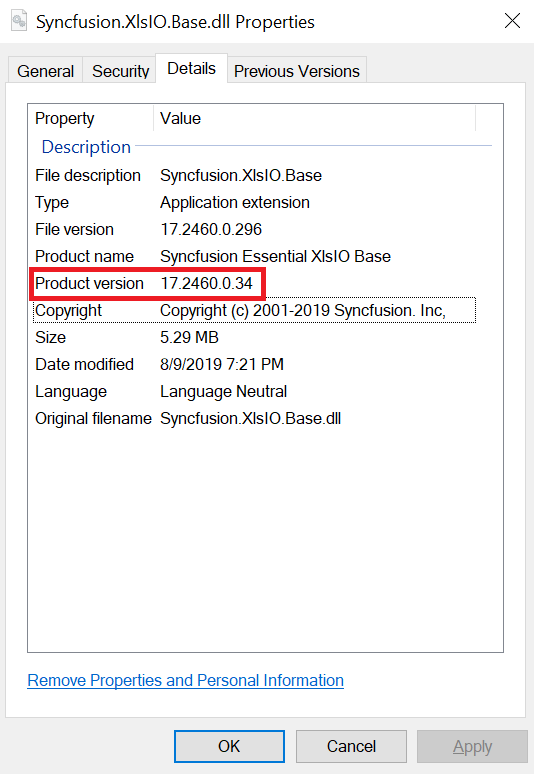 Syncfusion.XlsIO.Base.dll Properties
General Security Details Previous Versions
Property Value
Description
File description Syncfusion.XlsIO.Base
Type Application extension
File version 17.2460.0.296
Product name Syncfusion Essential XlsIO Base
Product version 17.2460.0.34
Copyright Copyright (c) 2001-2019 Syncfusion. Inc,
Size 5.29 MB
Date modified 8/9/2019 7:21 PM
Language Language Neutral
Original filename Syncfusion.XlsIO.Base.dll
Remove Properties and Personal Information
OK Cancel Apply